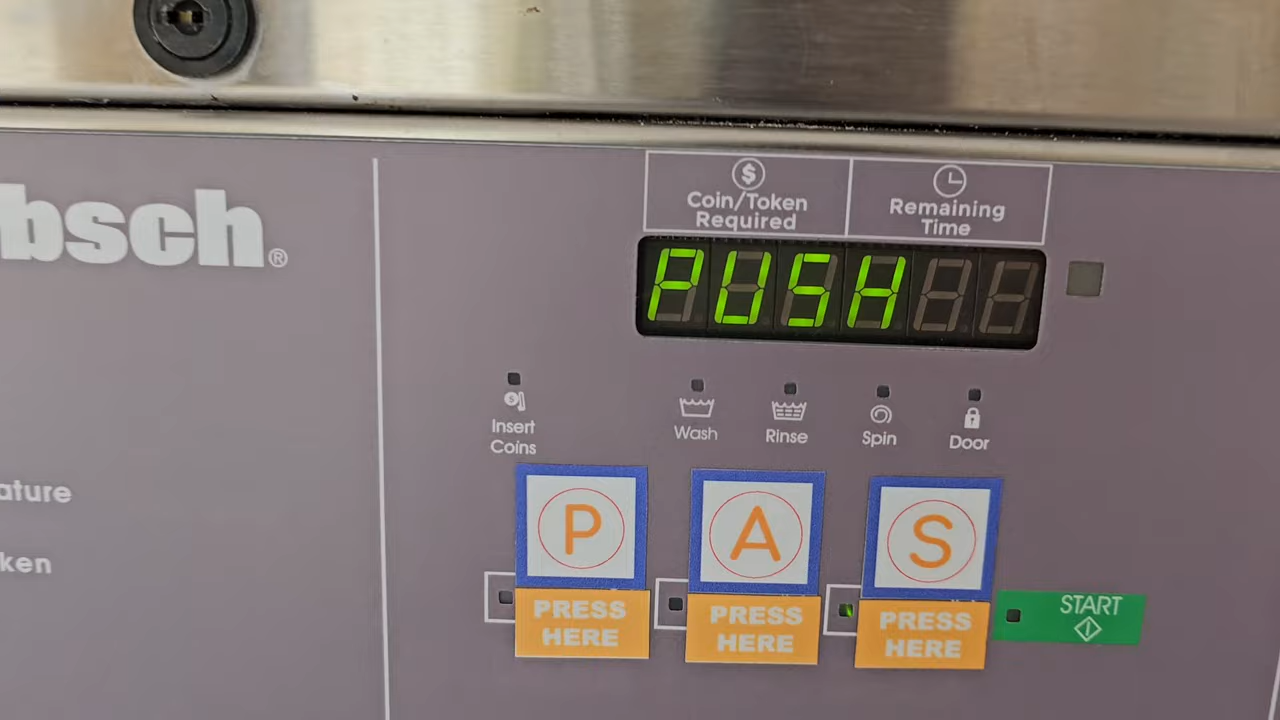 bsch®
$
Coin/Token
Required
Remaining
Time
PUSH
Insert
Coins
Wash
Rinse
Spin
Door
ature
ken
P
A
S
PRESS
HERE
PRESS
HERE
PRESS
HERE
START